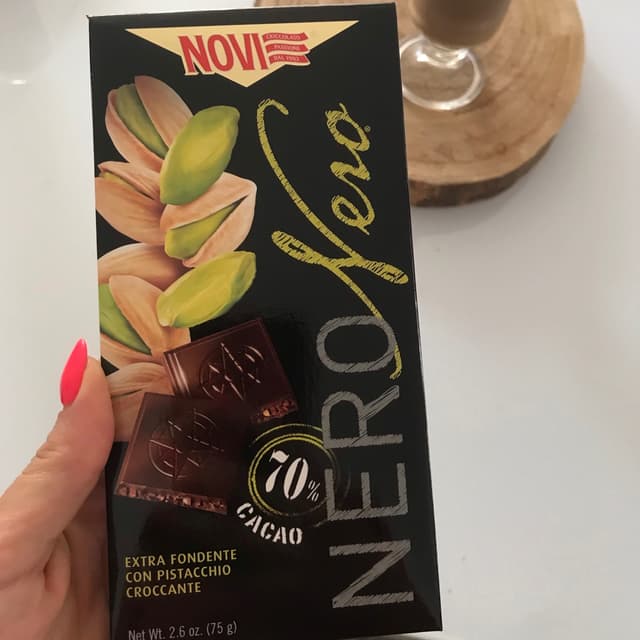 NOVI
CIOCCOLATO
PASSIONE
DAL 1903
Nero
NERO
70%
CACAO
EXTRA FONDENTE
CON PISTACCHIO
CROCCANTE
Net Wt. 2.6 oz. (75 g)